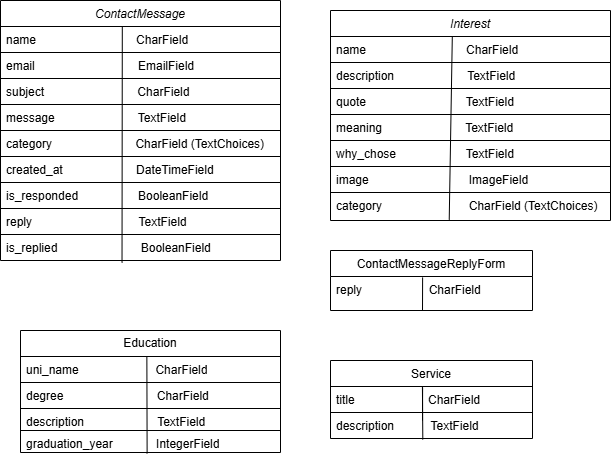 ContactMessage
name CharField
email EmailField
subject CharField
message TextField
category CharField (TextChoices)
created_at DateTimeField
is_responded BooleanField
reply TextField
is_replied BooleanField
Interest
name CharField
description TextField
quote TextField
meaning TextField
why_chose TextField
image ImageField
category CharField (TextChoices)
ContactMessageReplyForm
reply CharField
Education
uni_name CharField
degree CharField
description TextField
graduation_year IntegerField
Service
title CharField
description TextField